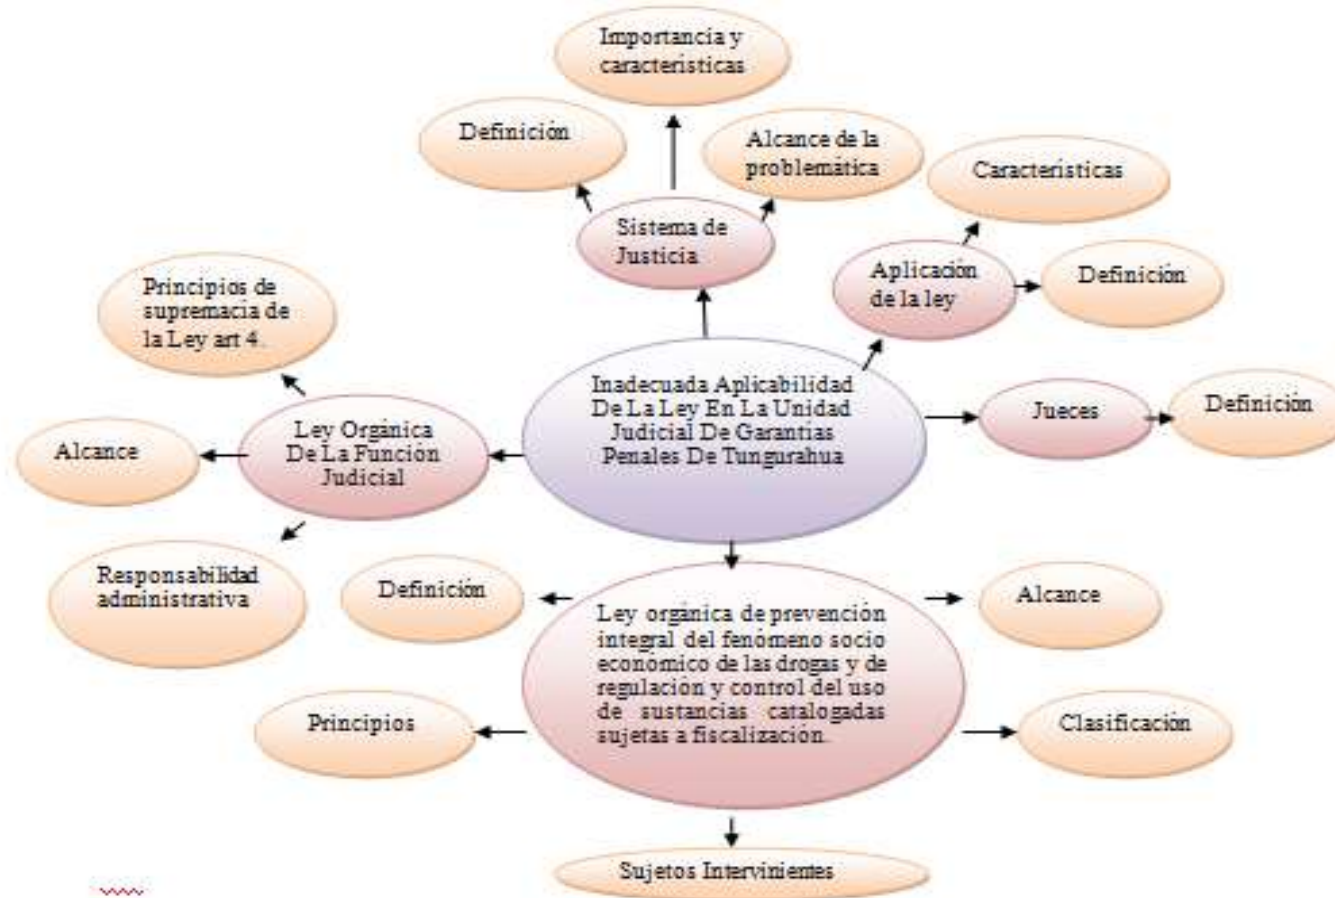 Importancia y
características
Definición
Alcance de la
problemática
Características
Sistema de
Justicia
Aplicación
de la ley
Definición
Principios de
supremacía de
la Ley art 4.
Inadecuada Aplicabilidad
De La Ley En La Unidad
Judicial De Garantías
Penales De Tungurahua
Jueces
Definición
Ley Orgánica
De La Función
Judicial
Alcance
Responsabilidad
administrativa
Definición
Ley orgánica de prevención
integral del fenómeno socio
económico de las drogas y de
regulación y control del uso
de sustancias catalogadas
sujetas a fiscalización.
Alcance
Principios
Clasificación
Sujetos Intervinientes